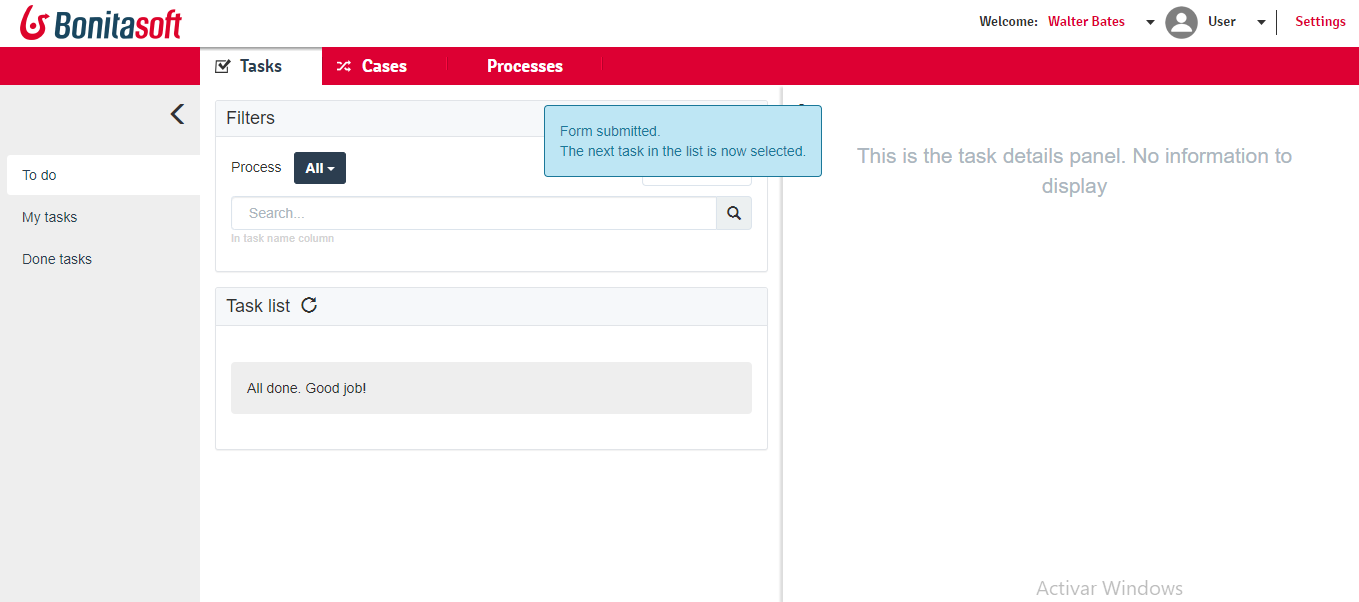 Bonitasoft
Welcome: Walter Bates User Settings
Tasks Cases Processes
Filters
Form submitted.
The next task in the list is now selected.
Process All
Search...
In task name column
To do
My tasks
Done tasks
Task list
All done. Good job!
This is the task details panel. No information to
display
Activar Windows